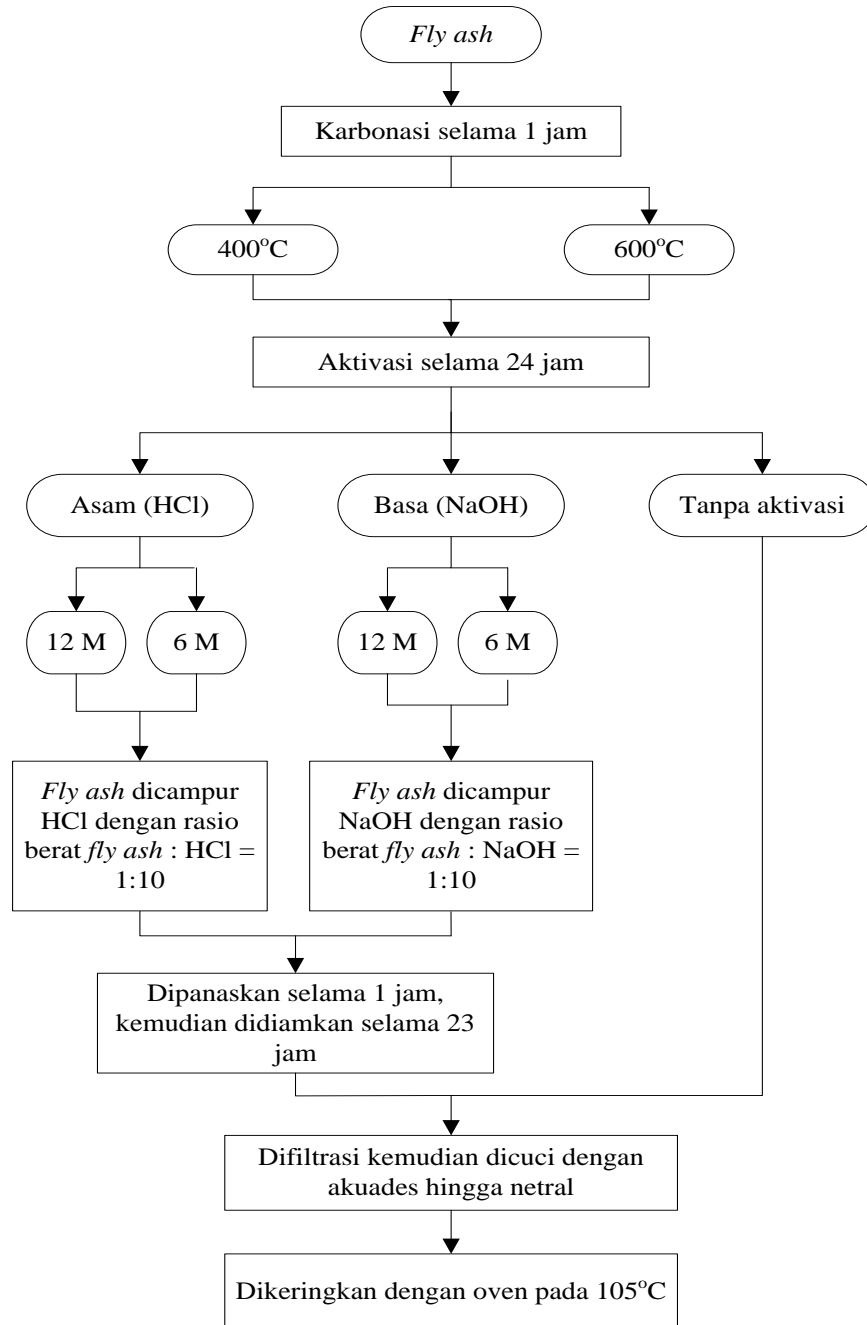 Fly ash
Karbonasi selama 1 jam
400°C
600°C
Aktivasi selama 24 jam
Asam (HCl)
Basa (NaOH)
Tanpa aktivasi
12 M
6 M
12 M
6 M
Fly ash dicampur
HCl dengan rasio
berat fly ash : HCl =
1:10
Fly ash dicampur
NaOH dengan rasio
berat fly ash : NaOH =
1:10
Dipanaskan selama 1 jam,
kemudian didiamkan selama 23
jam
Difiltrasi kemudian dicuci dengan
akuades hingga netral
Dikeringkan dengan oven pada 105°C